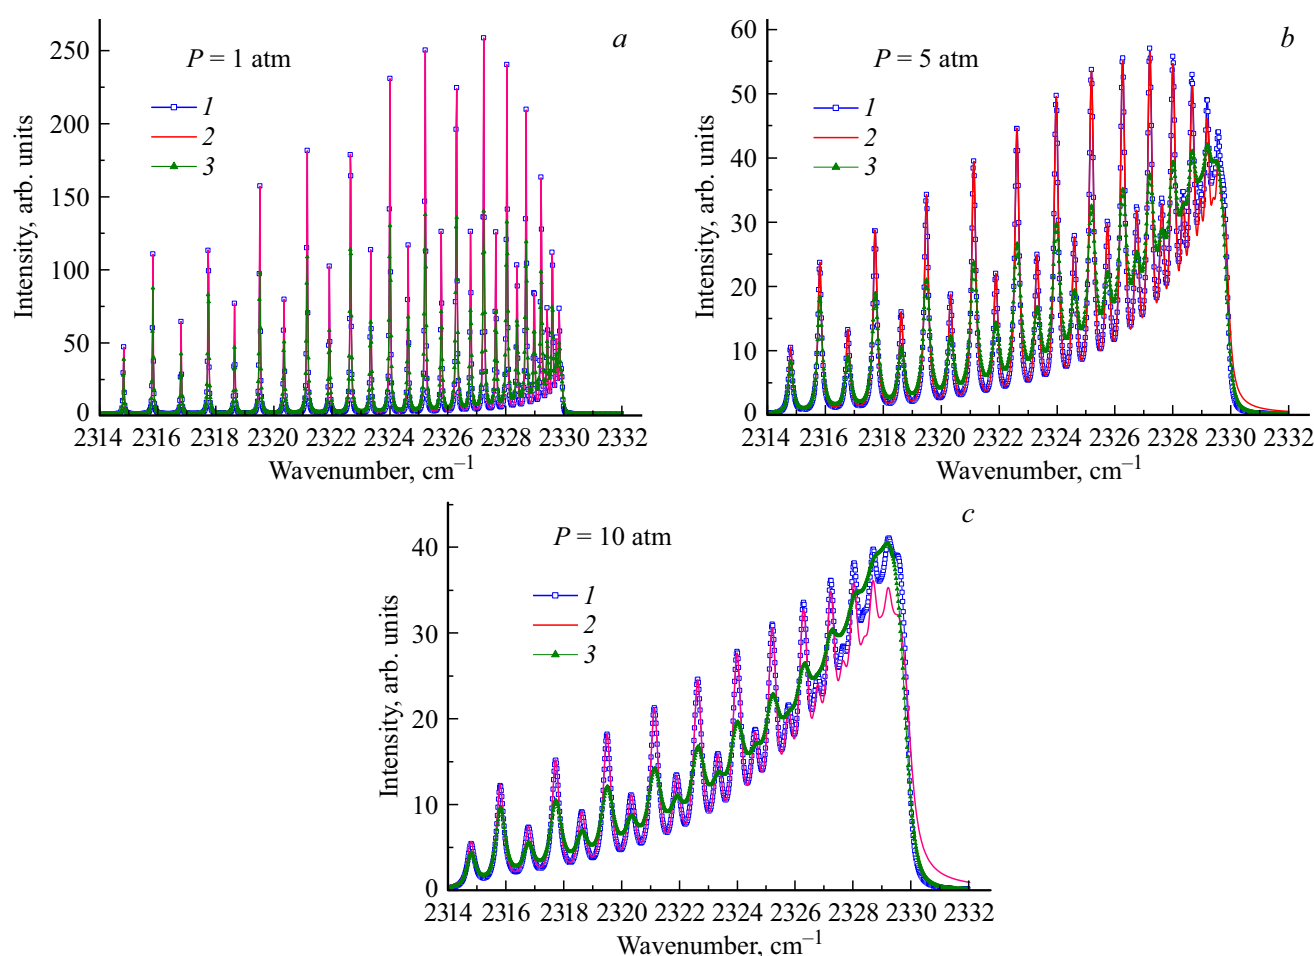 a
P = 1 atm
1
2
3
Intensity, arb. units
250
200
150
100
50
0
2314 2316 2318 2320 2322 2324 2326 2328 2330 2332
Wavenumber, cm–1
b
P = 5 atm
1
2
3
Intensity, arb. units
60
50
40
30
20
10
0
2314 2316 2318 2320 2322 2324 2326 2328 2330 2332
Wavenumber, cm–1
c
P = 10 atm
1
2
3
Intensity, arb. units
40
30
20
10
0
2314 2316 2318 2320 2322 2324 2326 2328 2330 2332
Wavenumber, cm–1